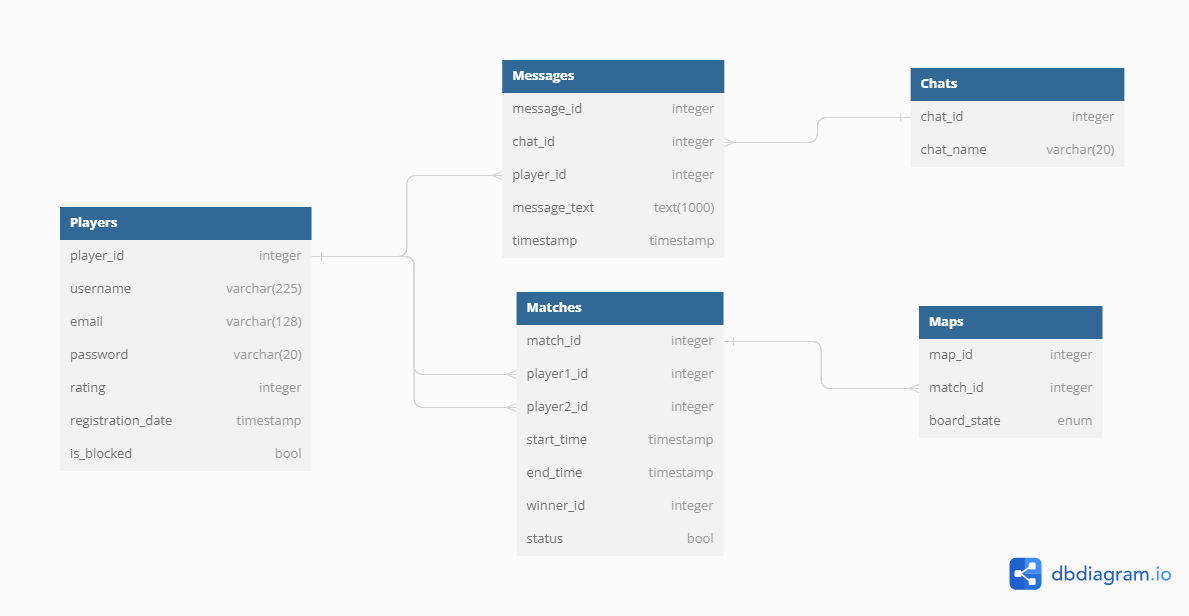 Messages
message_id integer
chat_id integer
player_id integer
message_text text(1000)
timestamp timestamp
Chats
chat_id integer
chat_name varchar(20)
Players
player_id integer
username varchar(225)
email varchar(128)
password varchar(20)
rating integer
registration_date timestamp
is_blocked bool
Matches
match_id integer
player1_id integer
player2_id integer
start_time timestamp
end_time timestamp
winner_id integer
status bool
Maps
map_id integer
match_id integer
board_state enum
dbdiagram.io